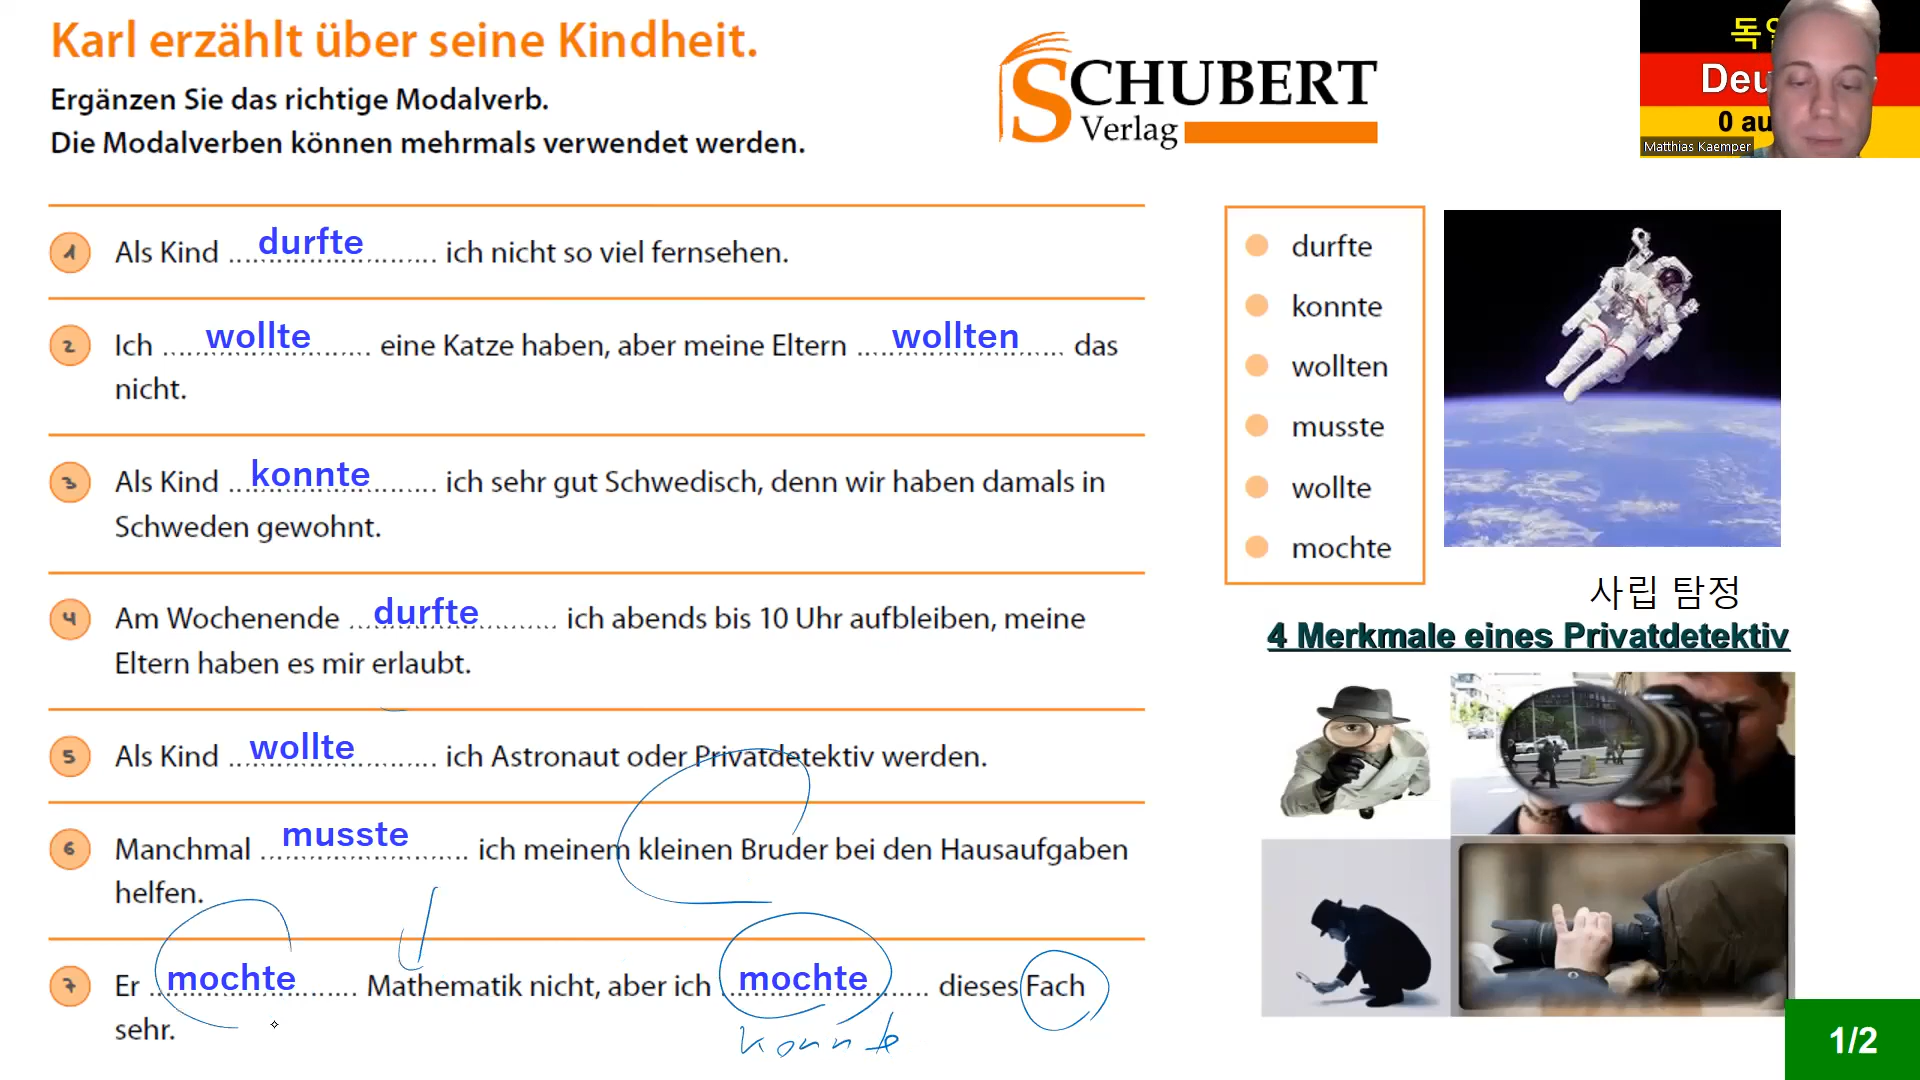 Karl erzählt über seine Kindheit.
Ergänzen Sie das richtige Modalverb.
Die Modalverben können mehrmals verwendet werden.
SCHUBERT
Verlag
독일
Deu
0 au
Matthias Kaemper
1 Als Kind durfte ich nicht so viel fernsehen.
2 Ich wollte eine Katze haben, aber meine Eltern wollten das
nicht.
3 Als Kind konnte ich sehr gut Schwedisch, denn wir haben damals in
Schweden gewohnt.
4 Am Wochenende durfte ich abends bis 10 Uhr aufbleiben, meine
Eltern haben es mir erlaubt.
5 Als Kind wollte ich Astronaut oder Privatdetektiv werden.
6 Manchmal musste ich meinem kleinen Bruder bei den Hausaufgaben
helfen.
7 Er mochte Mathematik nicht, aber ich mochte dieses Fach
sehr.
konnte
durfte
konnte
wollten
musste
wollte
mochte
사립 탐정
4 Merkmale eines Privatdetektiv
1/2